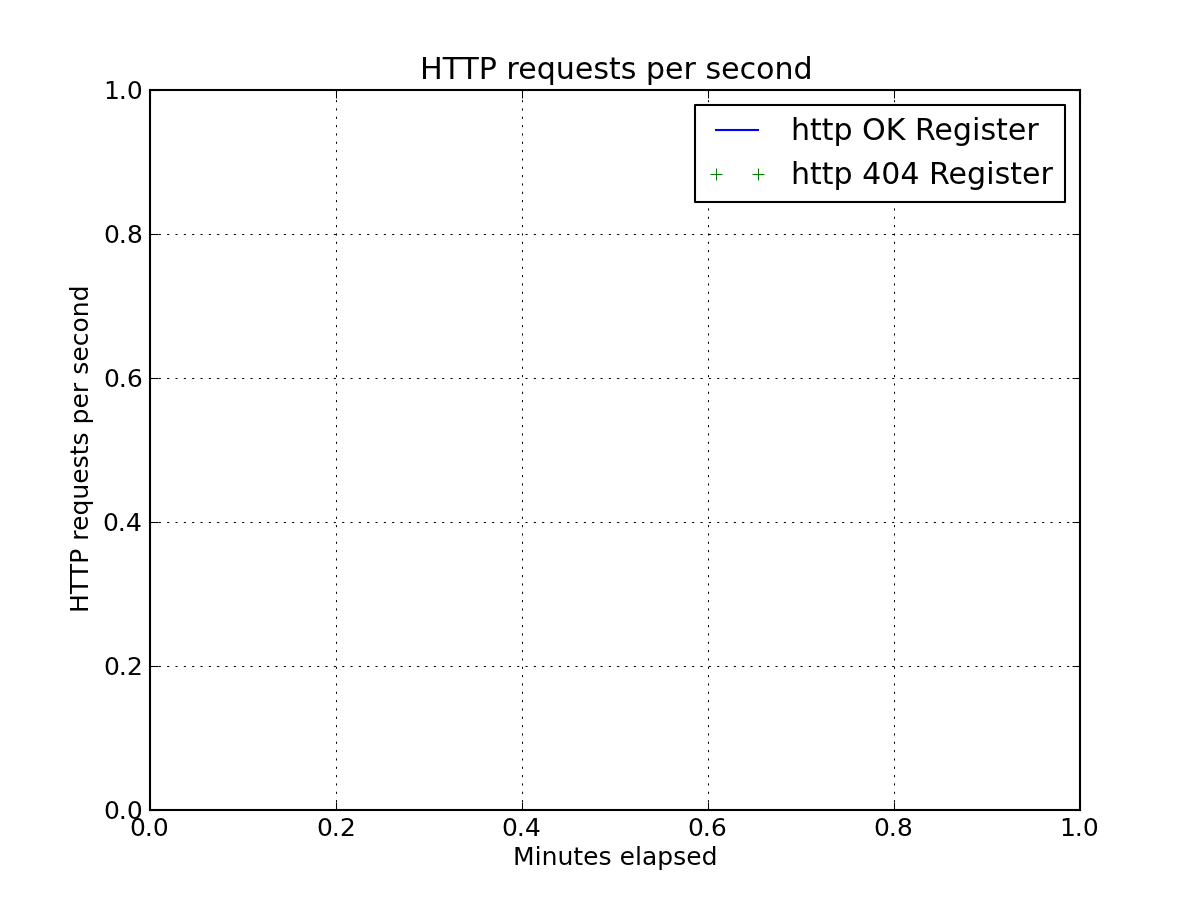 HTTP requests per second
1.0
http OK Register
http 404 Register
0.8
0.6
0.4
0.2
0.0
HTTP requests per second
0.0 0.2 0.4 0.6 0.8 1.0
Minutes elapsed